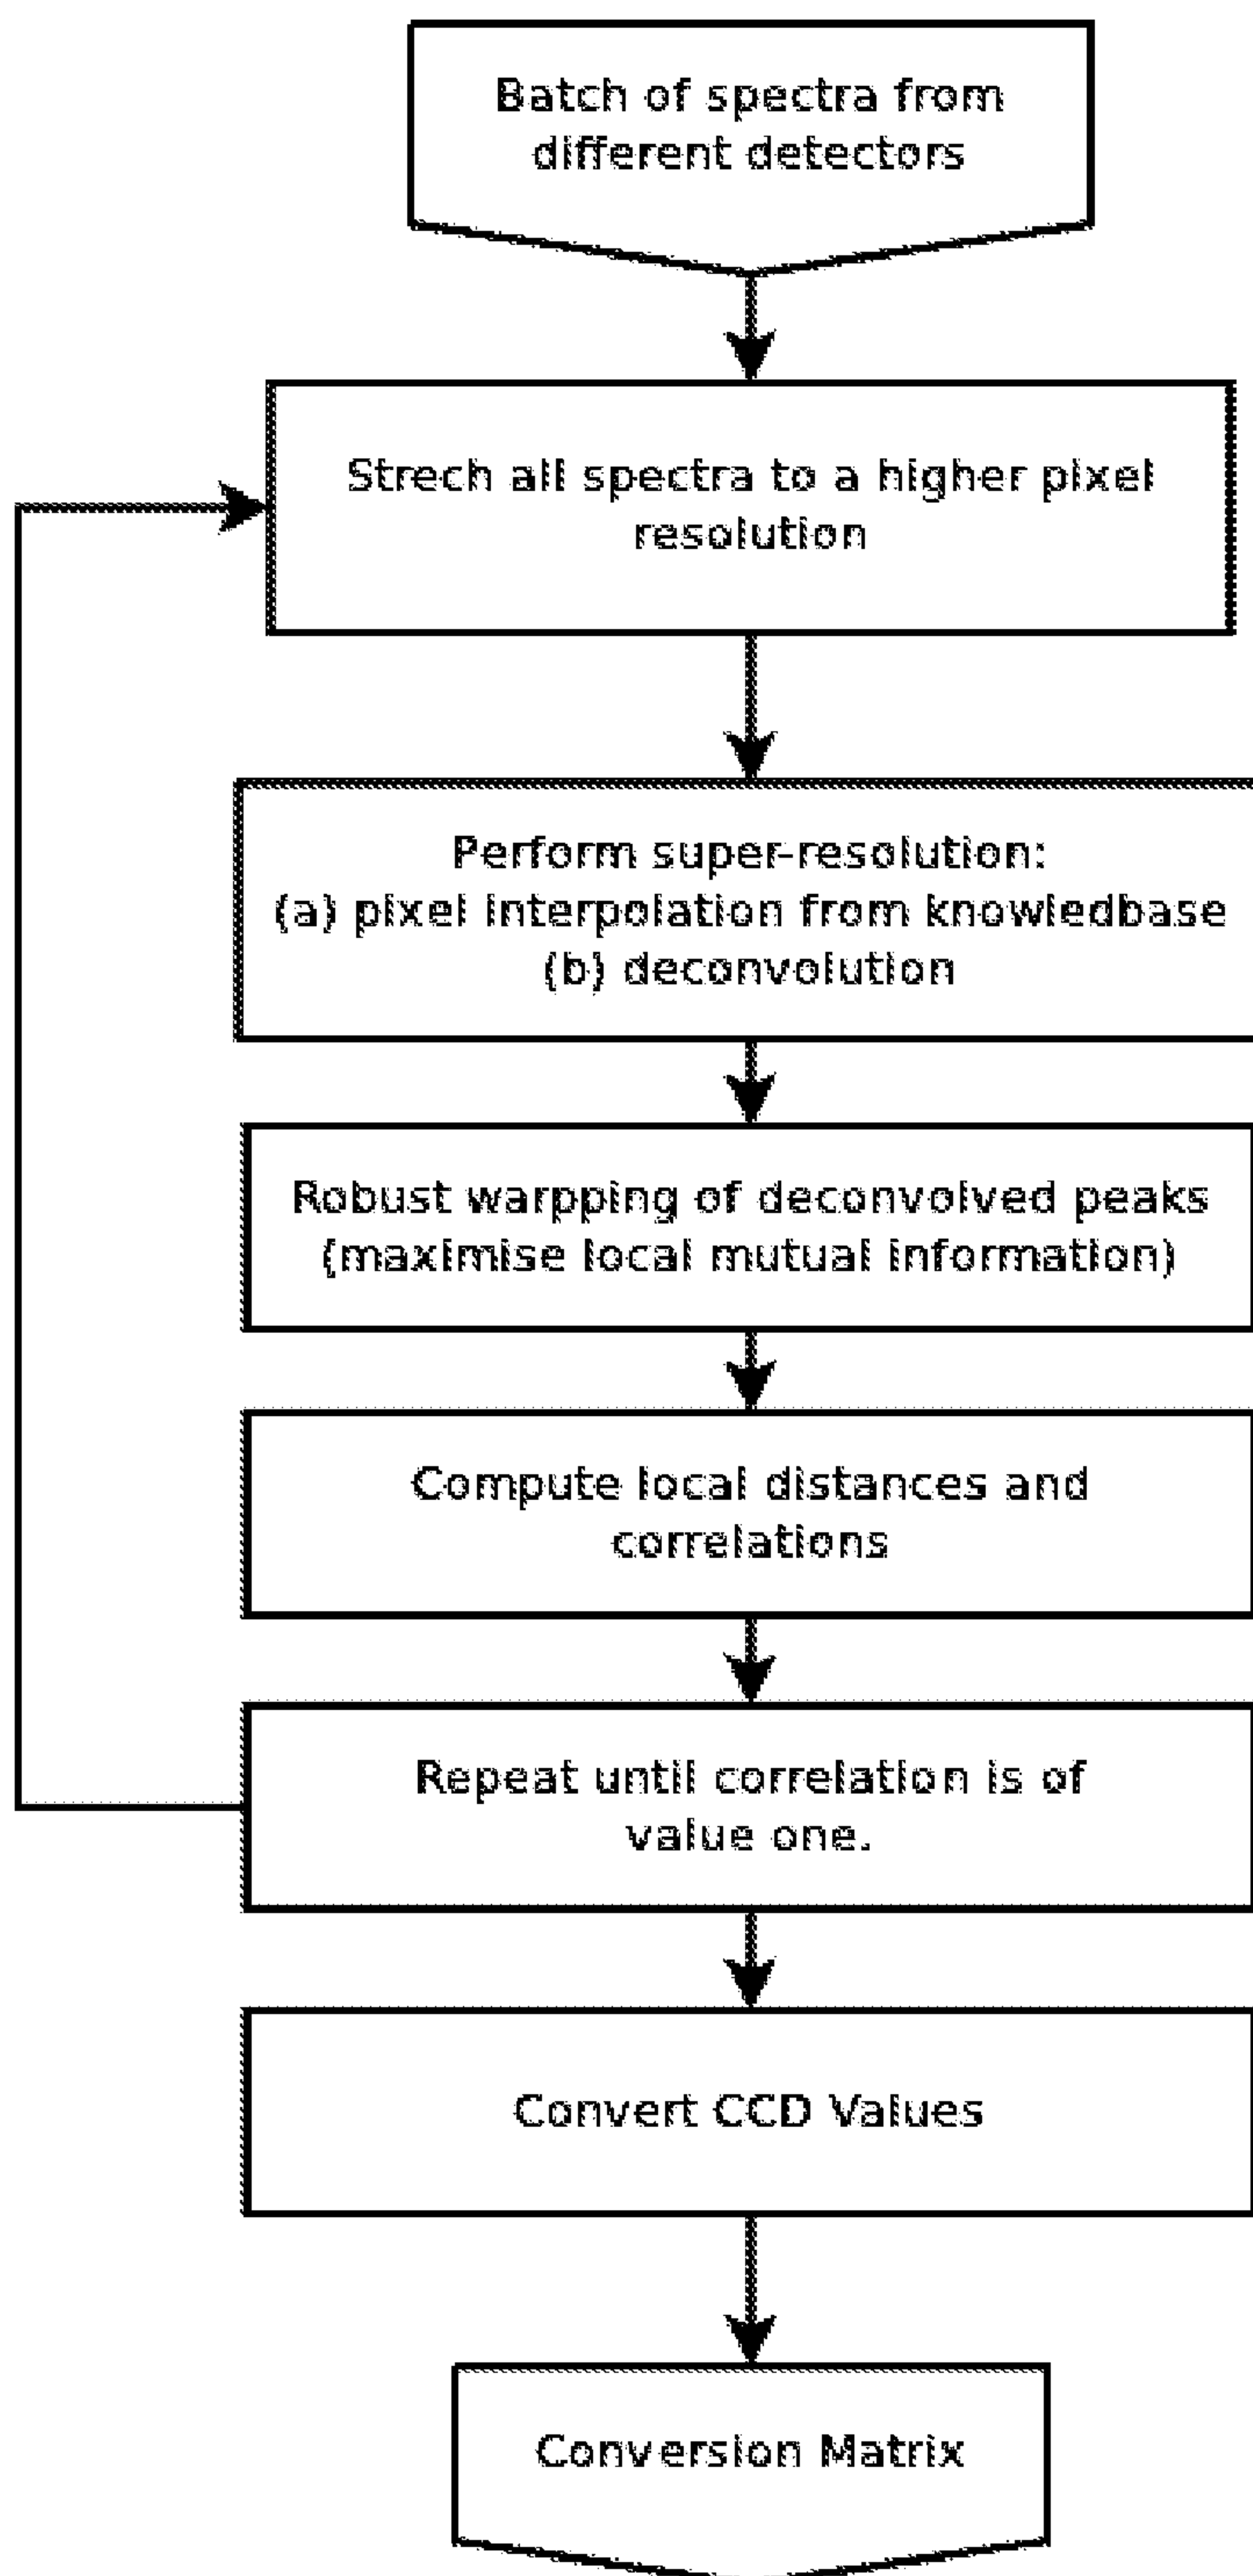 Batch of spectra from
different detectors
Strech all spectra to a higher pixel
resolution
Perform super-resolution:
(a) pixel interpolation from knowledbase
(b) deconvolution
Robust warpping of deconvolved peaks
(maximise local mutual information)
Compute local distances and
correlations
Repeat until correlation is of
value one.
Convert CCD Values
Conversion Matrix